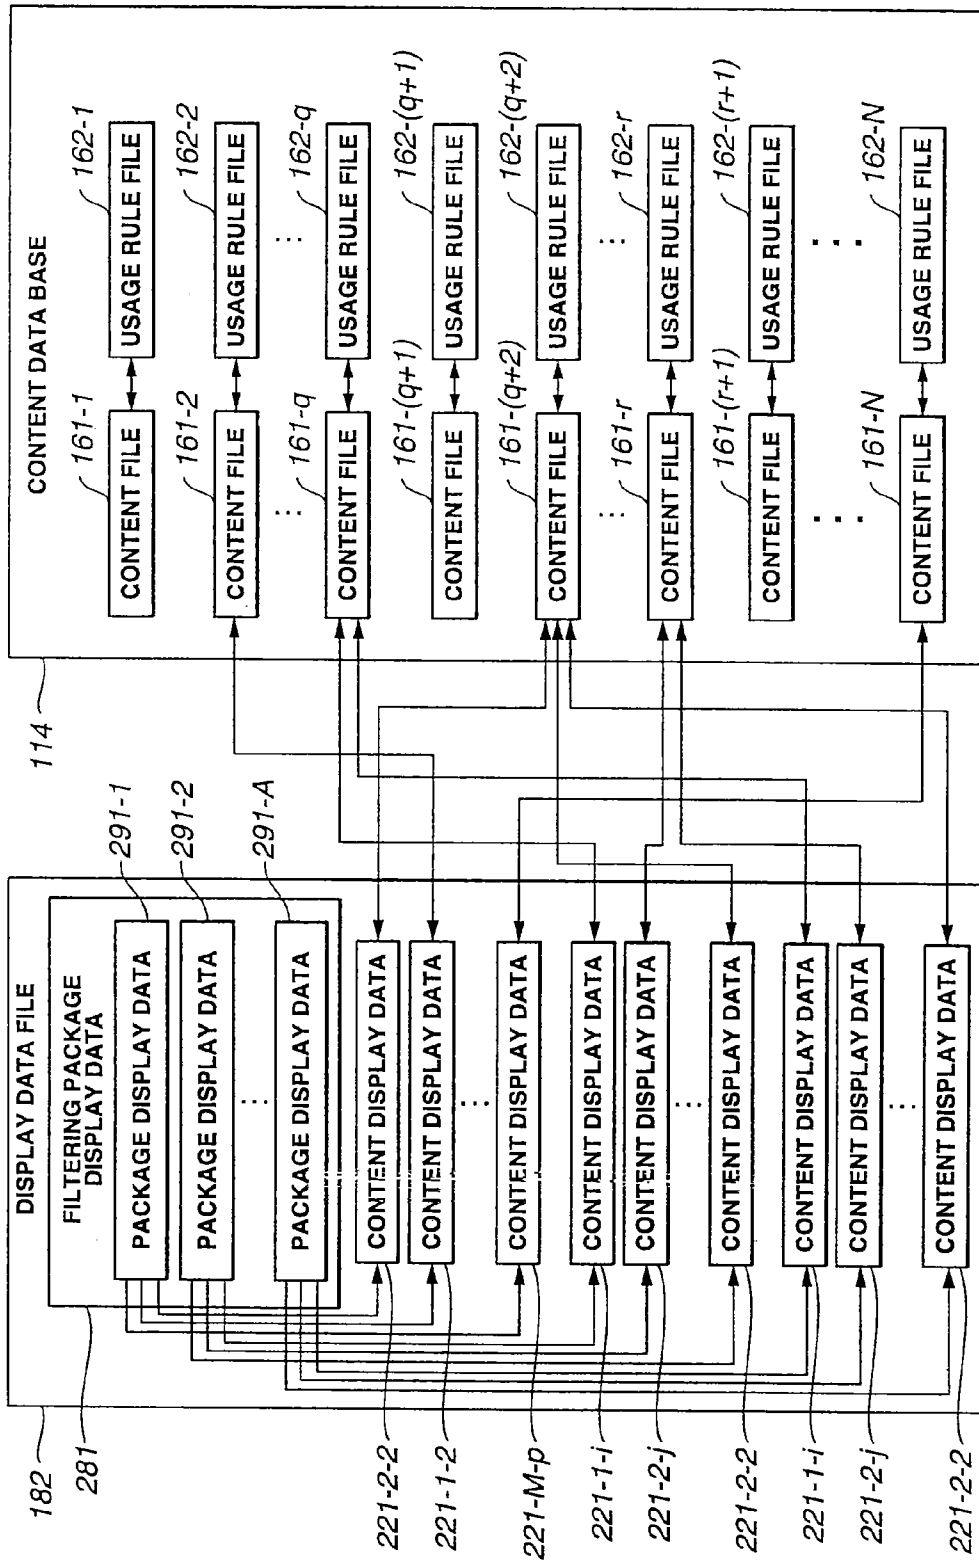 DISPLAY DATA FILE
FILTERING PACKAGE
DISPLAY DATA
PACKAGE DISPLAY DATA
PACKAGE DISPLAY DATA
...
PACKAGE DISPLAY DATA
CONTENT DISPLAY DATA
CONTENT DISPLAY DATA
...
CONTENT DISPLAY DATA
CONTENT DISPLAY DATA
CONTENT DISPLAY DATA
...
CONTENT DISPLAY DATA
CONTENT DISPLAY DATA
CONTENT DISPLAY DATA
...
CONTENT DISPLAY DATA
182
281
291-1
291-2
291-A
221-2-2
221-1-2
221-M-p
221-1-i
221-2-j
221-2-2
221-1-i
221-2-j
221-2-2
114
CONTENT DATA BASE
161-1
CONTENT FILE
162-1
USAGE RULE FILE
161-2
CONTENT FILE
162-2
USAGE RULE FILE
...
...
161-q
CONTENT FILE
162-q
USAGE RULE FILE
161-(q+1)
CONTENT FILE
162-(q+1)
USAGE RULE FILE
161-(q+2)
CONTENT FILE
162-(q+2)
USAGE RULE FILE
...
...
161-r
CONTENT FILE
162-r
USAGE RULE FILE
161-(r+1)
CONTENT FILE
162-(r+1)
USAGE RULE FILE
...
...
161-N
CONTENT FILE
162-N
USAGE RULE FILE